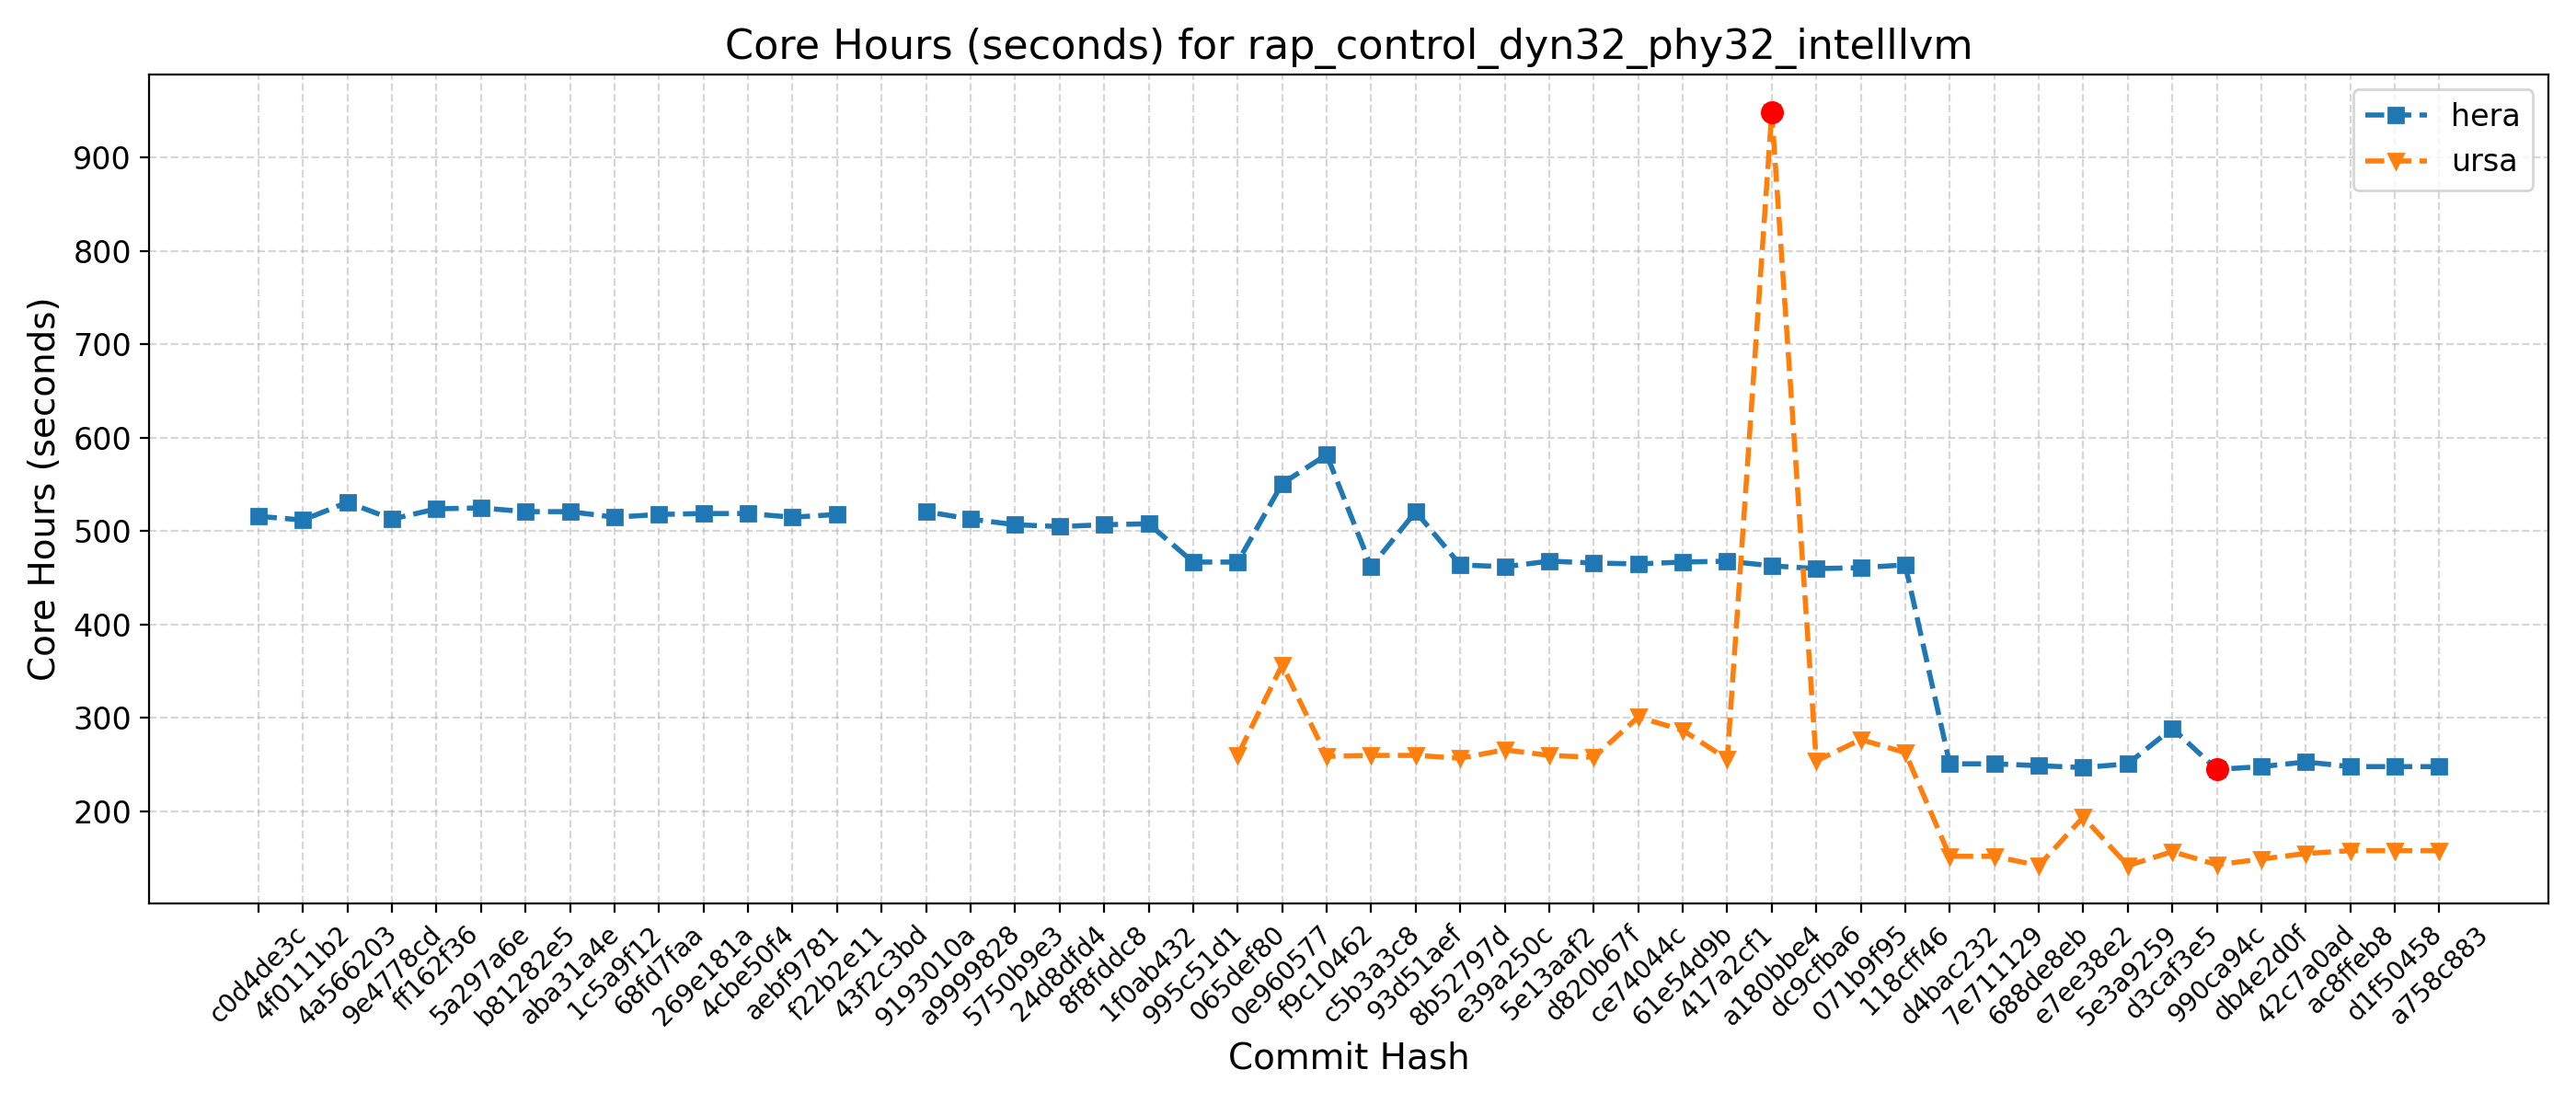 Core Hours (seconds) for rap_control_dyn32_phy32_intelllvm
hera
ursa
Core Hours (seconds)
900
800
700
600
500
400
300
200
c0d4de3c
4f0111b2
4a566203
9e4778cd
ff162f36
5a297a6e
b81282e5
aba31a4e
1c5a9f12
68fd7faa
269e181a
4cbe50f4
aebf9781
f22b2e11
43f2c3bd
9193010a
a9999828
5750b9e3
24d8dfd4
8f8fddc8
1f0ab432
995c51d1
065def80
0e960577
f9c10462
c5b3a3c8
93d51aef
8b52797d
e39a250c
5e13aaf2
d820b67f
ce74044c
61e54d9b
417a2cf1
a180bbe4
dc9cfba6
071b9f95
118cff46
d4bac232
7e711129
688de8eb
e7ee38e2
5e3a9259
d3caf3e5
990ca94c
db4e2d0f
42c7a0ad
ac8ffeb8
d1f50458
a758c883
Commit Hash